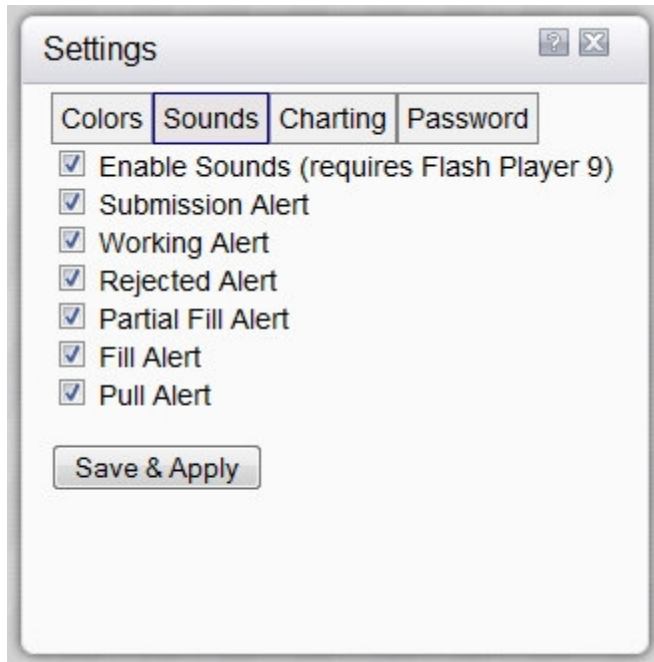 Settings
Colors Sounds Charting Password
Enable Sounds (requires Flash Player 9)
Submission Alert
Working Alert
Rejected Alert
Partial Fill Alert
Fill Alert
Pull Alert
Save & Apply